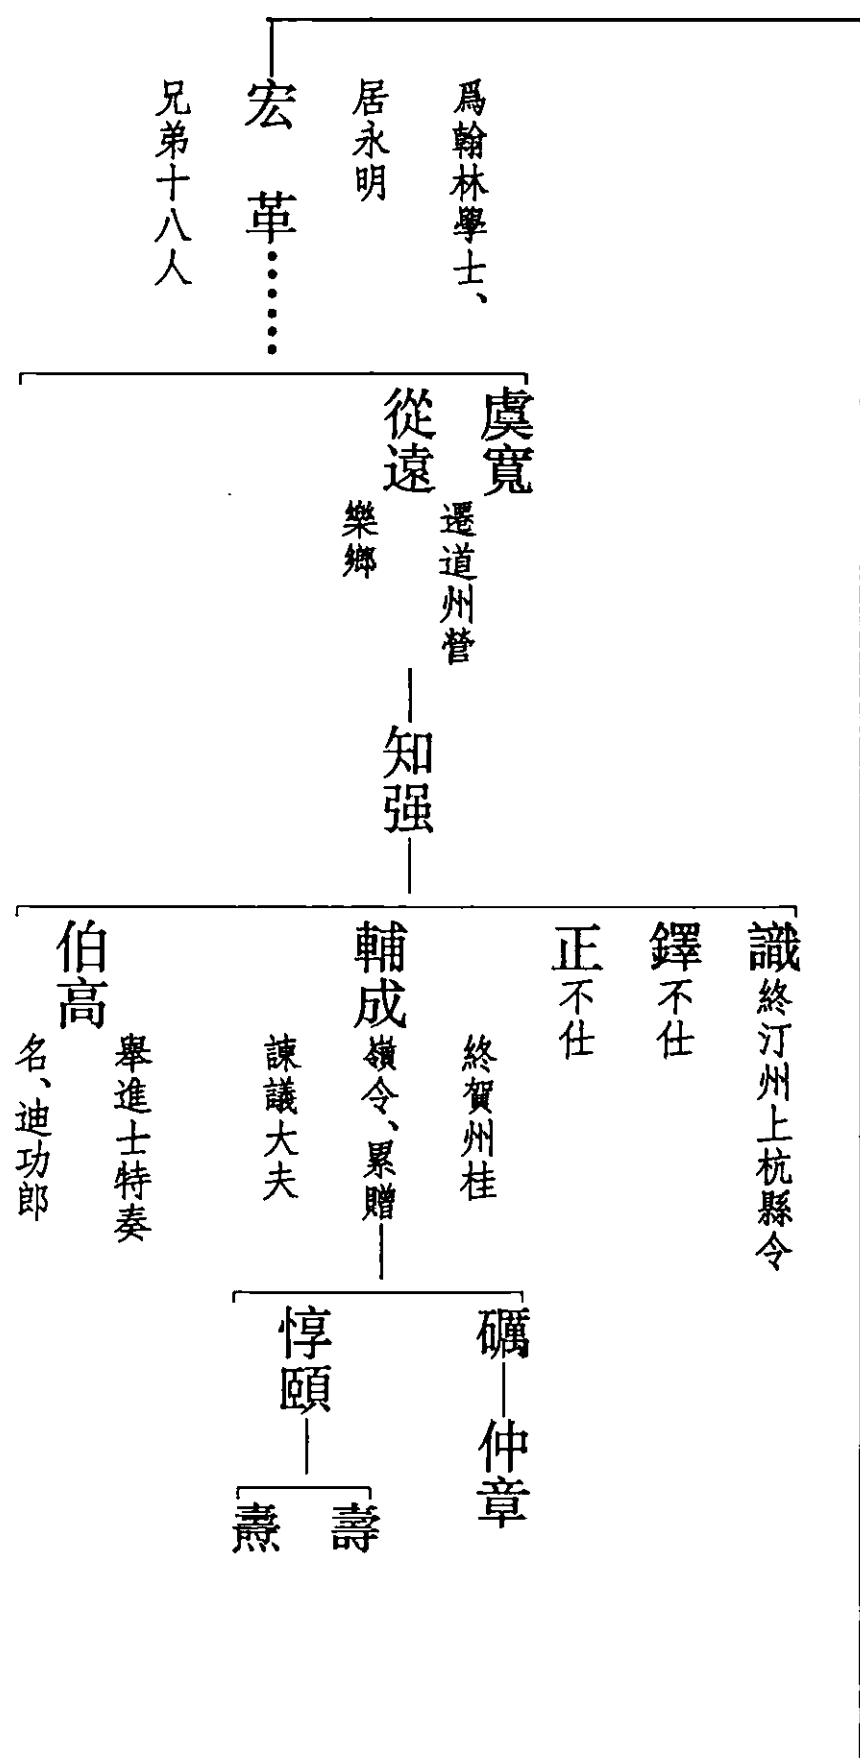 爲翰林學士、
居永明
宏革……
兄弟十八人
虞寬
從遠
遷道州營
樂鄉
知强
識
終汀州上杭縣令
鐸
不仕
正
不仕
輔成
終賀州桂
嶺令、累贈
諫議大夫
伯高
舉進士特奏
名、迪功郎
礪
仲章
惇頤
壽
燾